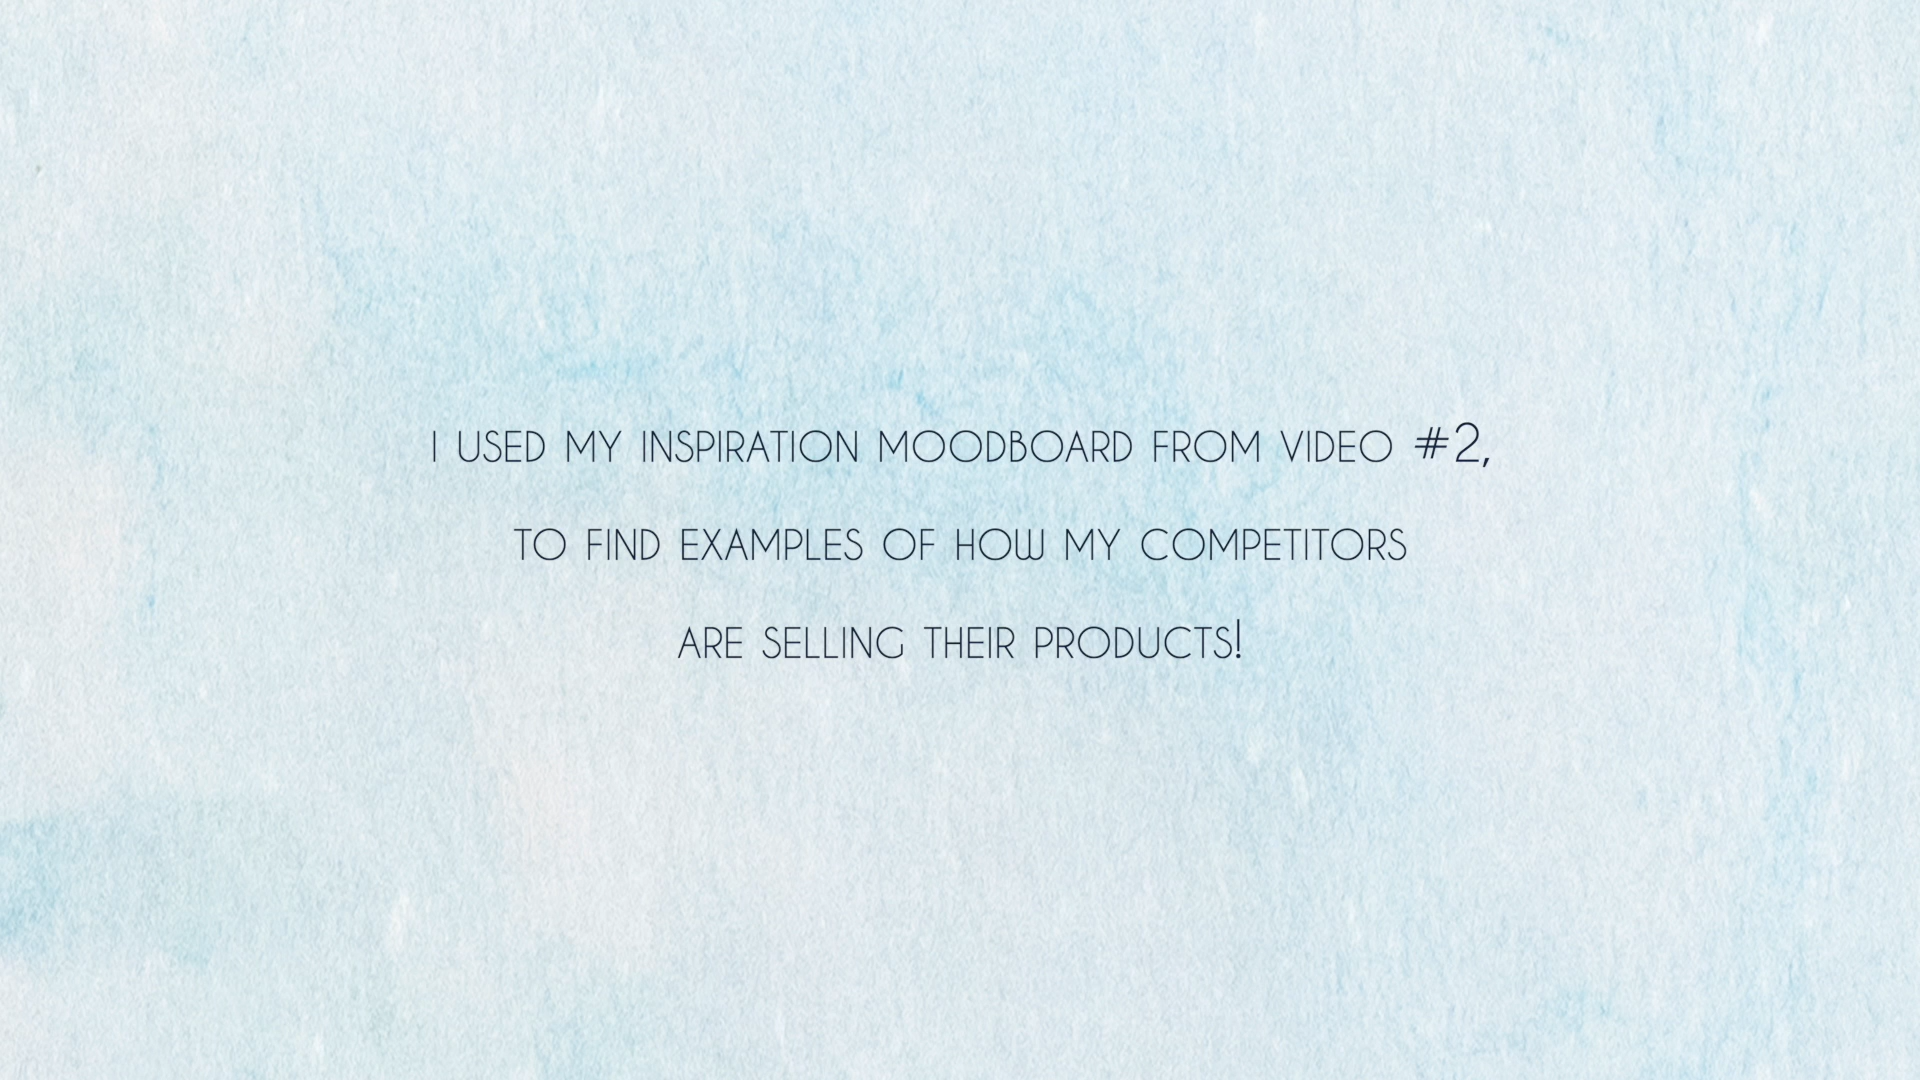 I USED MY INSPIRATION MOODBOARD FROM VIDEO #2,
TO FIND EXAMPLES OF HOW MY COMPETITORS
ARE SELLING THEIR PRODUCTS!